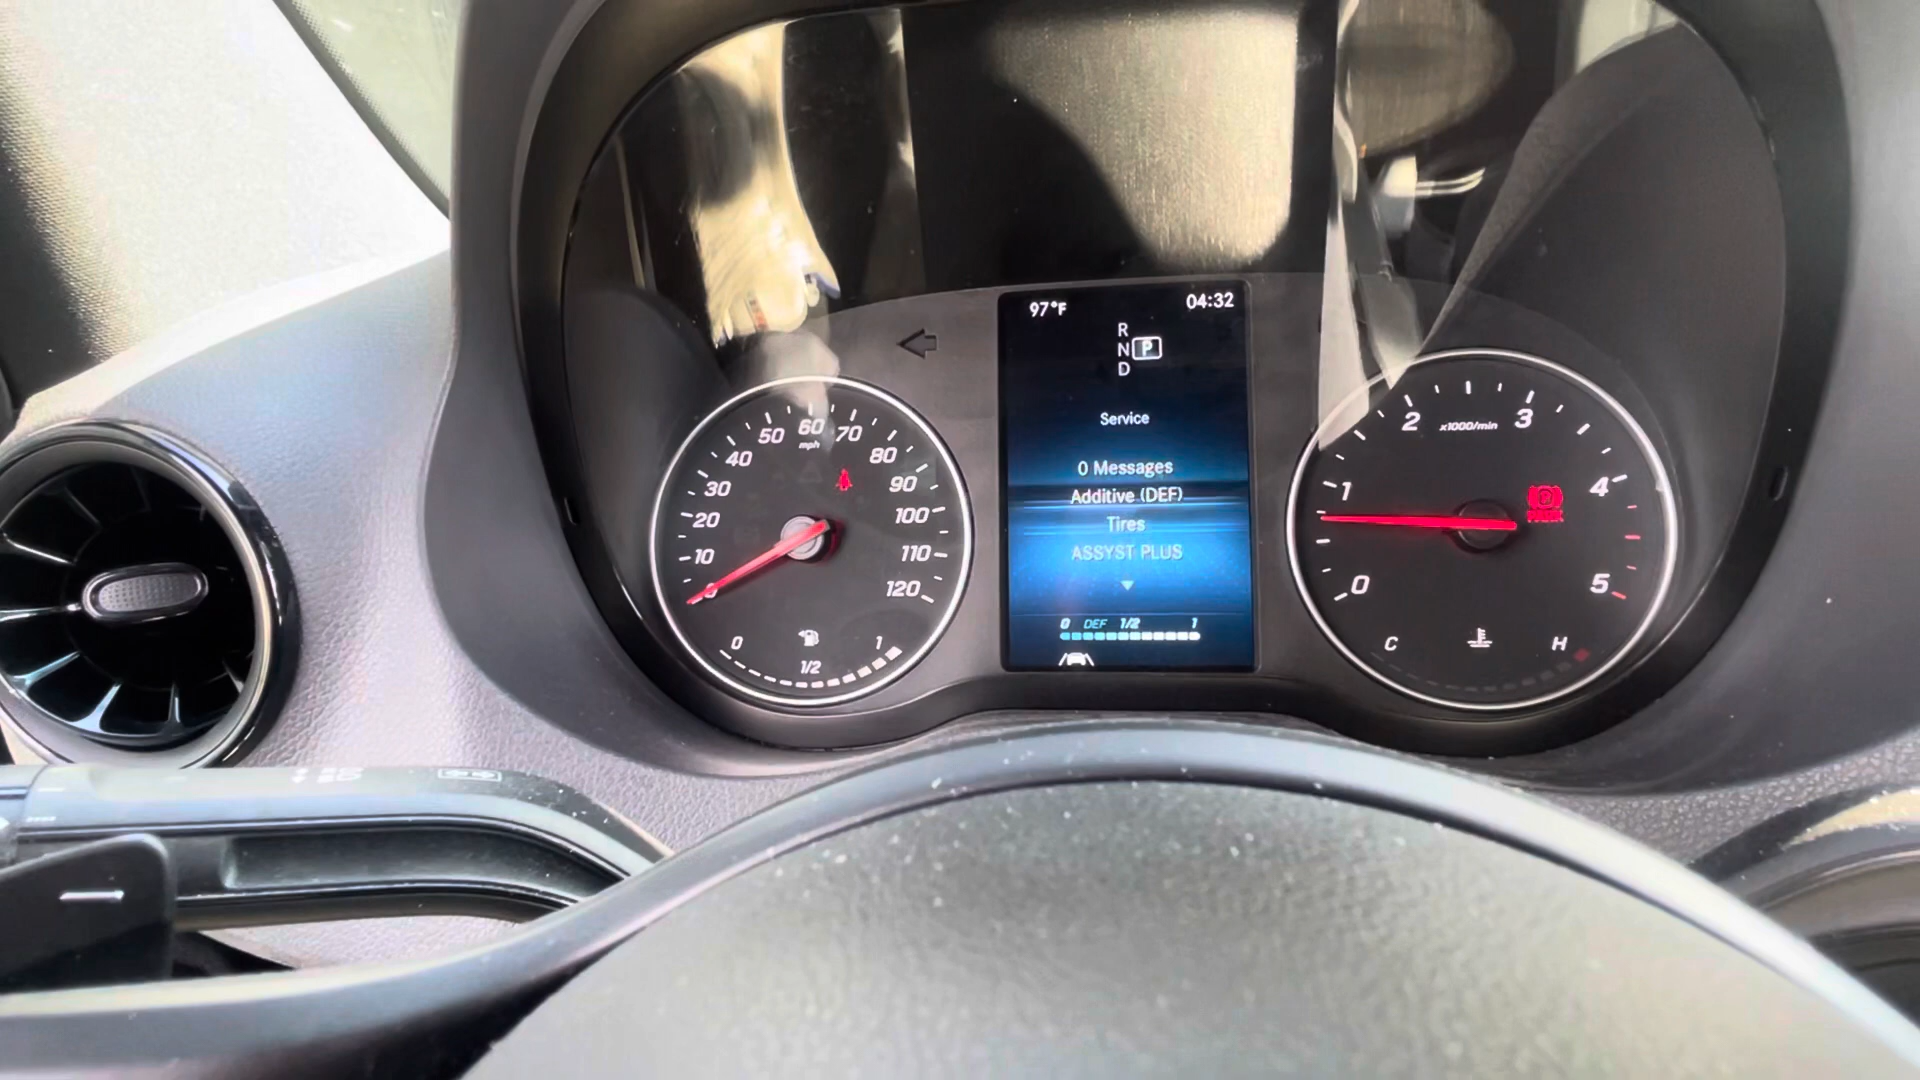 97°F 04:32
R
N P
D
Service
0 Messages
Additive (DEF)
Tires
ASSYST PLUS
0 DEF 1/2 1
0 10 20 30 40 50 60 70 80 90 100 110 120
mph
0 1/2 1
0 1 2 3 4 5
x1000/min
C H